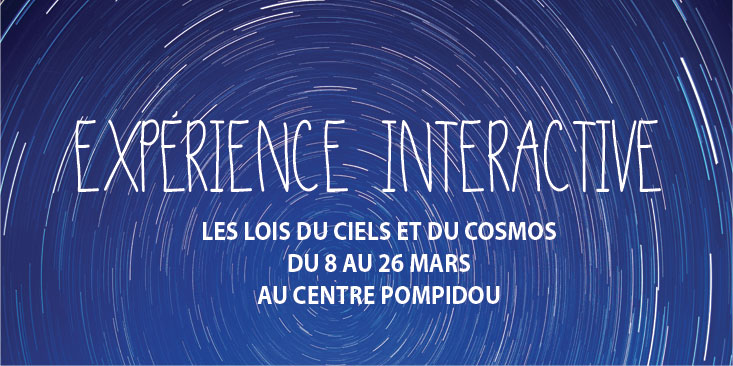 EXPÉRIENCE INTERACTIVE
LES LOIS DU CIELS ET DU COSMOS
DU 8 AU 26 MARS
AU CENTRE POMPIDOU